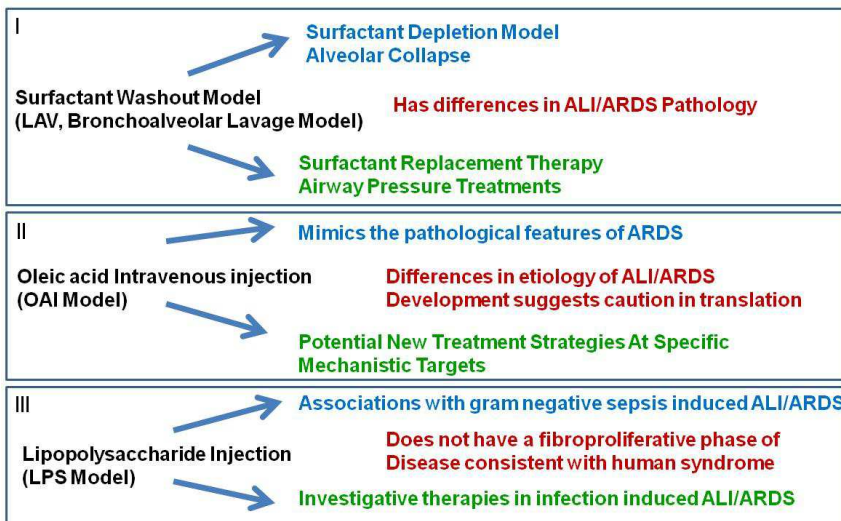 I
Surfactant Depletion Model
Alveolar Collapse
Surfactant Washout Model
(LAV, Bronchoalveolar Lavage Model)
Has differences in ALI/ARDS Pathology
Surfactant Replacement Therapy
Airway Pressure Treatments
II
Mimics the pathological features of ARDS
Oleic acid Intravenous injection
(OAI Model)
Differences in etiology of ALI/ARDS
Development suggests caution in translation
Potential New Treatment Strategies At Specific
Mechanistic Targets
III
Associations with gram negative sepsis induced ALI/ARDS
Lipopolysaccharide Injection
(LPS Model)
Does not have a fibroproliferative phase of
Disease consistent with human syndrome
Investigative therapies in infection induced ALI/ARDS